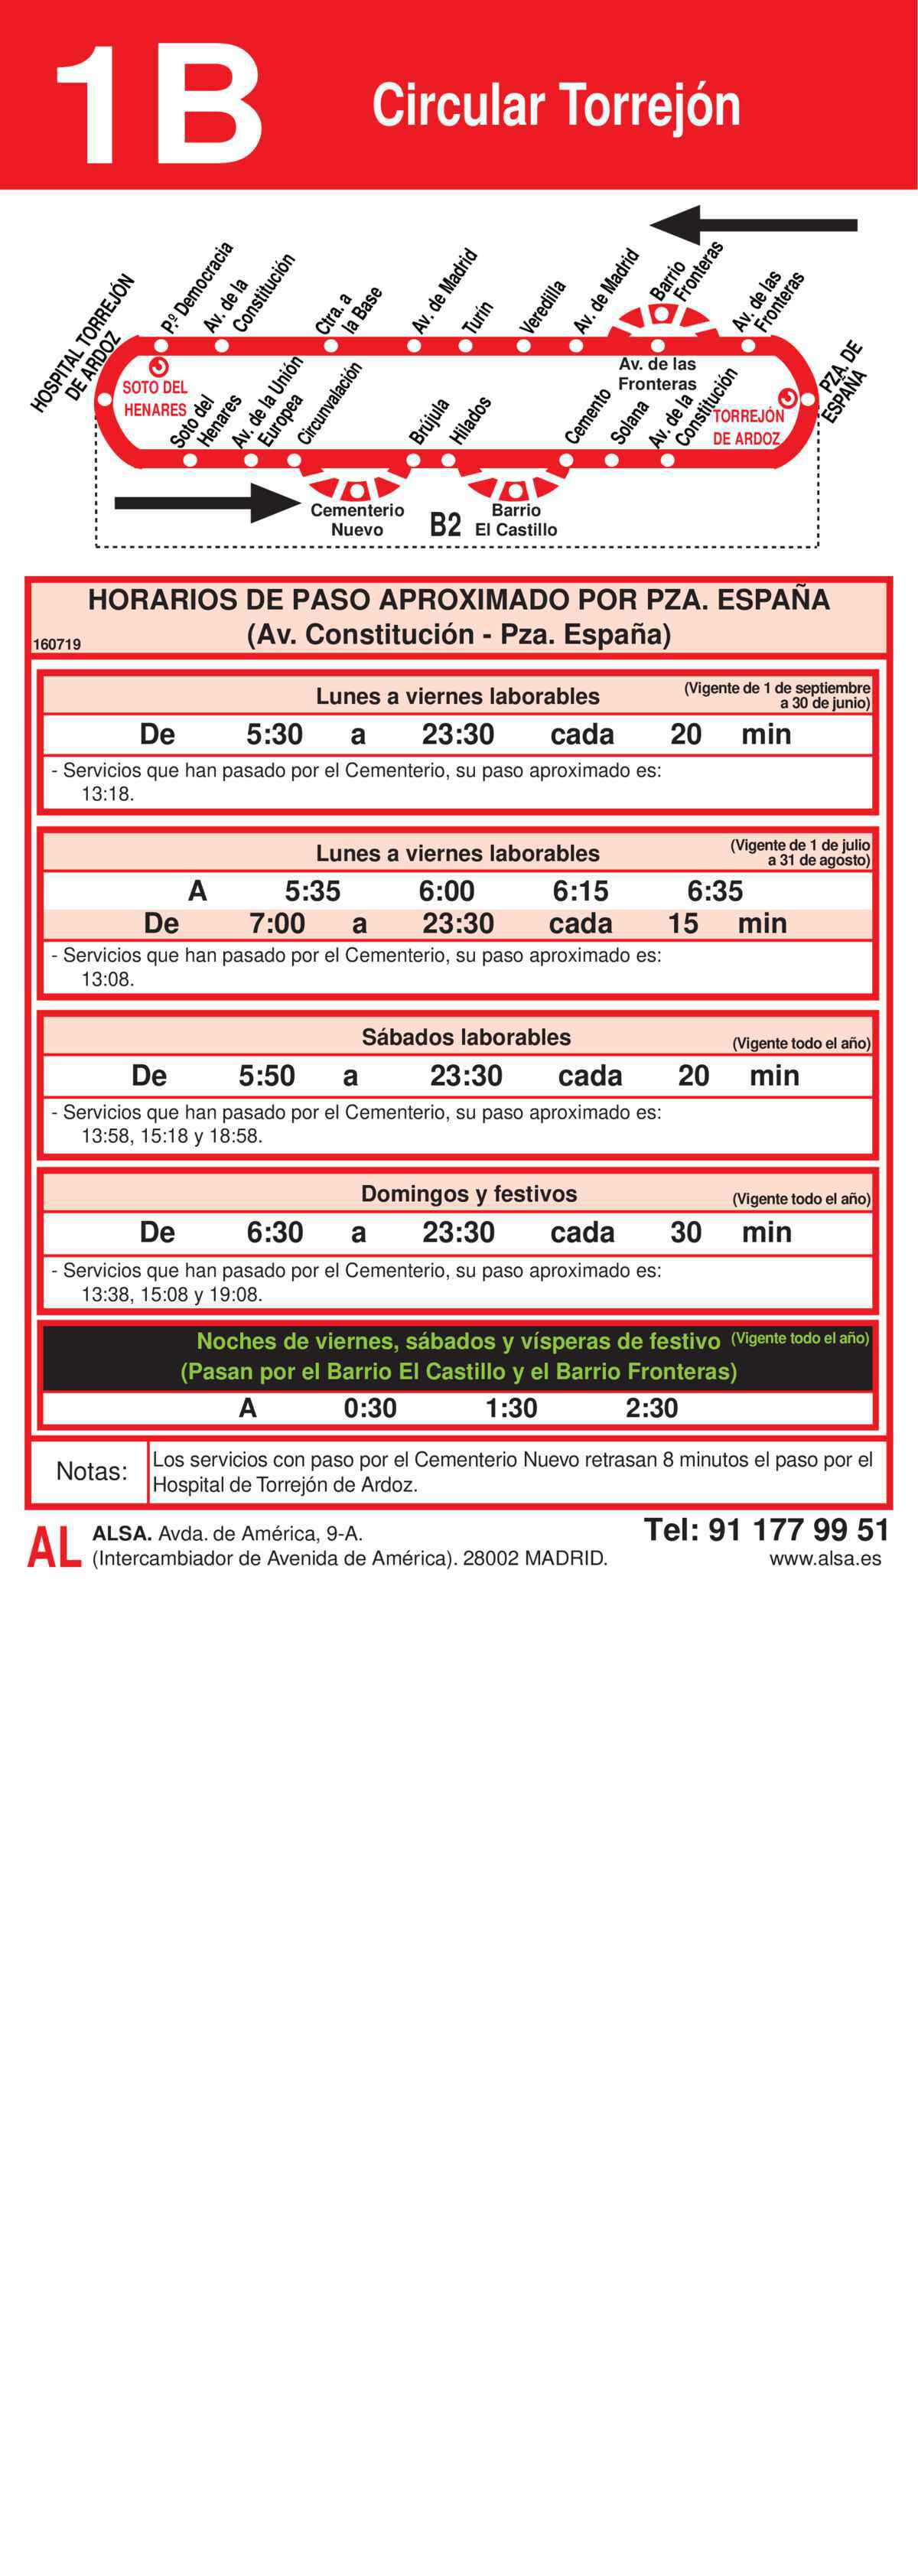 1B
Circular Torrejón
HOSPITAL TORREJÓN
DE ARDOZ
P.º Democracia
Av. de la
Constitución
Ctra. a
la Base
Av. de Madrid
Turín
Veredilla
Av. de Madrid
Barrio
Fronteras
Av. de las
Fronteras
PZA. DE
ESPAÑA
Av. de las
Fronteras
SOTO DEL
HENARES
Soto del
Henares
Av. de la Unión
Europea
Circunvalación
Brújula
Hilados
Cemento
Solana
Av. de la
Constitución
TORREJÓN
DE ARDOZ
Cementerio
Nuevo
B2
Barrio
El Castillo
HORARIOS DE PASO APROXIMADO POR PZA. ESPAÑA
(Av. Constitución - Pza. España)
160719
Lunes a viernes laborables (Vigente de 1 de septiembre
a 30 de junio)
De 5:30 a 23:30 cada 20 min
- Servicios que han pasado por el Cementerio, su paso aproximado es:
13:18.
Lunes a viernes laborables (Vigente de 1 de julio
a 31 de agosto)
A 5:35 6:00 6:15 6:35
De 7:00 a 23:30 cada 15 min
- Servicios que han pasado por el Cementerio, su paso aproximado es:
13:08.
Sábados laborables (Vigente todo el año)
De 5:50 a 23:30 cada 20 min
- Servicios que han pasado por el Cementerio, su paso aproximado es:
13:58, 15:18 y 18:58.
Domingos y festivos (Vigente todo el año)
De 6:30 a 23:30 cada 30 min
- Servicios que han pasado por el Cementerio, su paso aproximado es:
13:38, 15:08 y 19:08.
Noches de viernes, sábados y vísperas de festivo (Vigente todo el año)
(Pasan por el Barrio El Castillo y el Barrio Fronteras)
A 0:30 1:30 2:30
Notas: Los servicios con paso por el Cementerio Nuevo retrasan 8 minutos el paso por el
Hospital de Torrejón de Ardoz.
AL
ALSA. Avda. de América, 9-A.
(Intercambiador de Avenida de América). 28002 MADRID.
Tel: 91 177 99 51
www.alsa.es